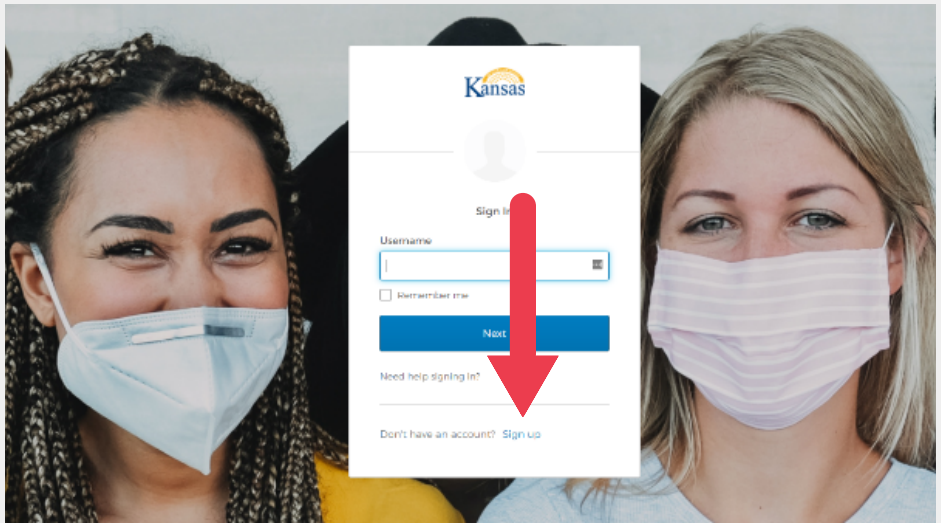 Kansas
Sign In
Username
Remember me
Next
Need help signing in?
Don't have an account? Sign up